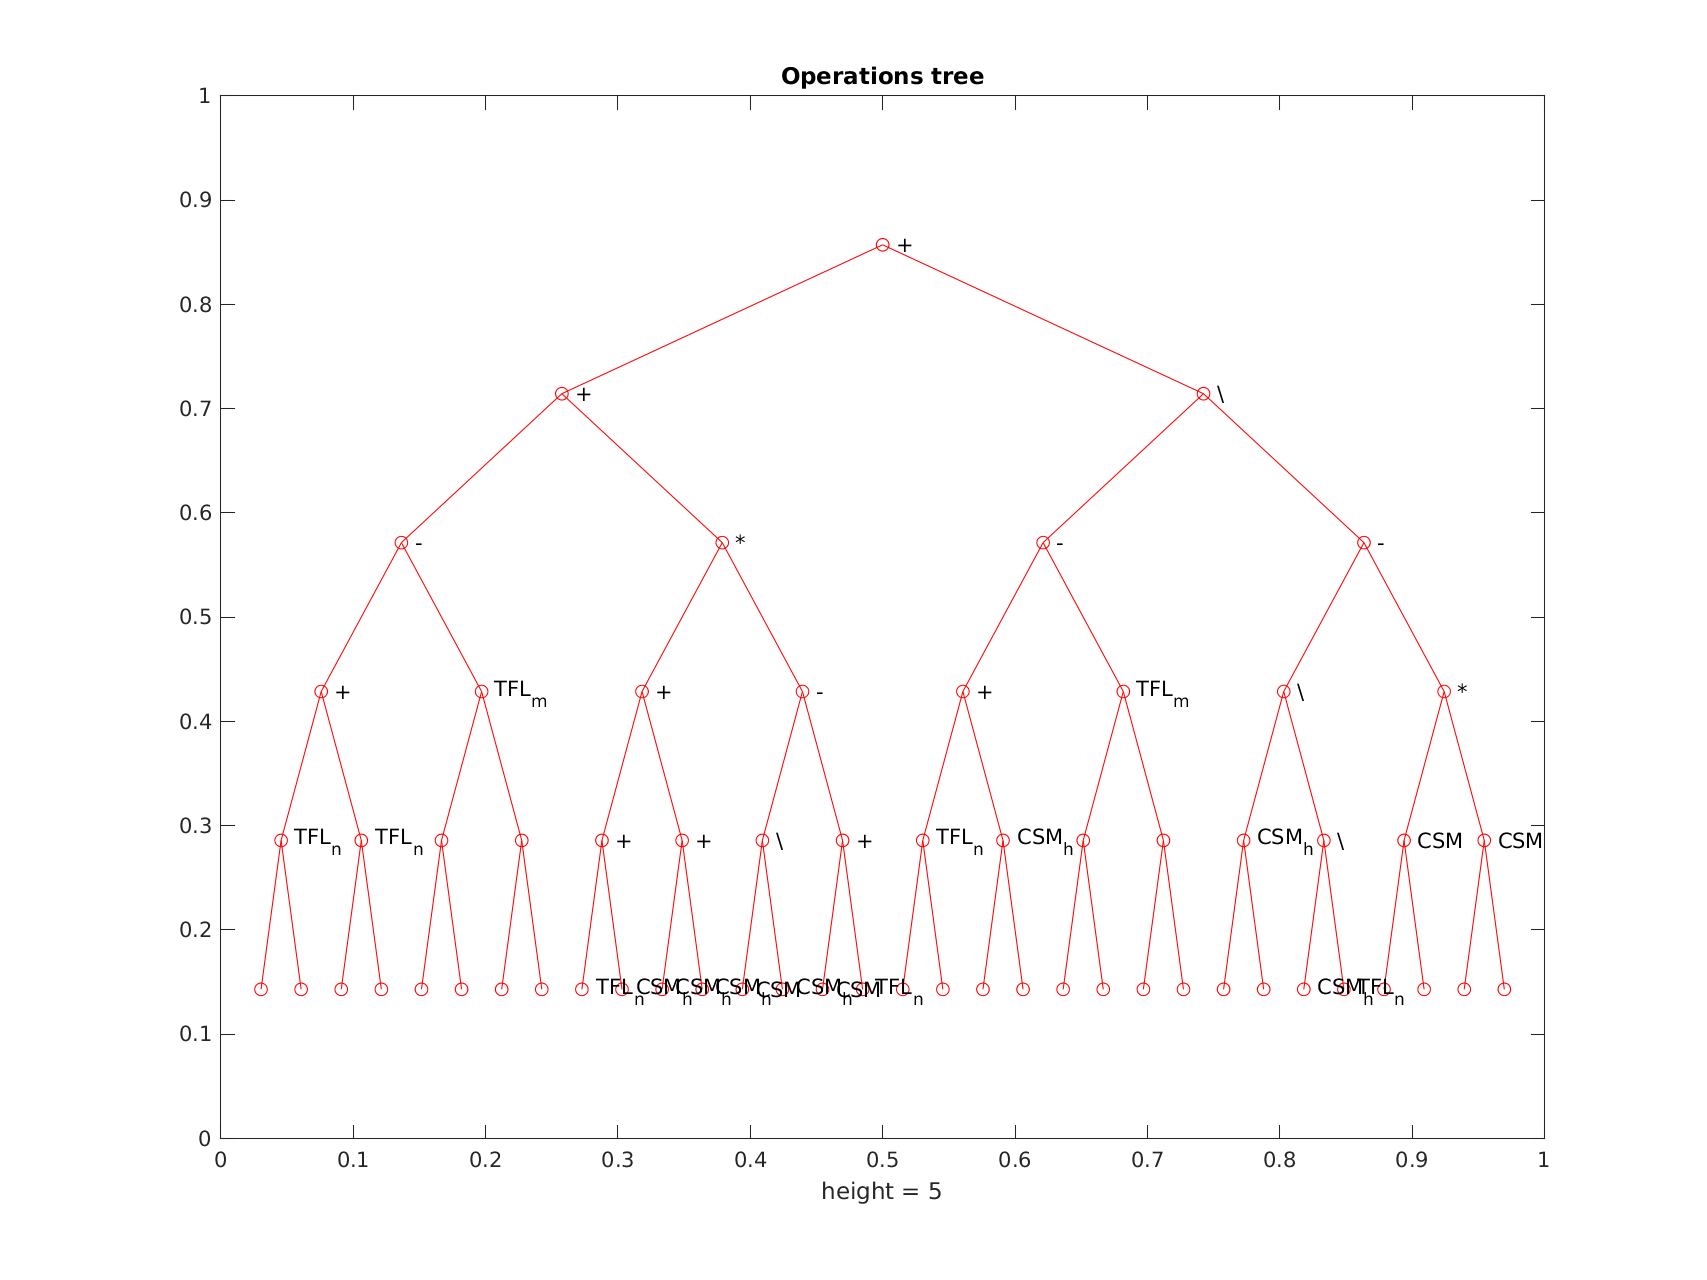 Operations tree
1
0.9
+
0.8
+ \
0.7
0.6
- * - -
0.5
+ TFL_m + - + TFL_m \ *
0.4
0.3
TFL_n TFL_n + + \ + TFL_n CSM_h CSM_h \ CSM CSM
0.2
TFL_n CSM_h CSM_h CSM_h CSM CSM_h CSM TFL_n CSM_h TFL_n
0.1
0
0 0.1 0.2 0.3 0.4 0.5 0.6 0.7 0.8 0.9 1
height = 5